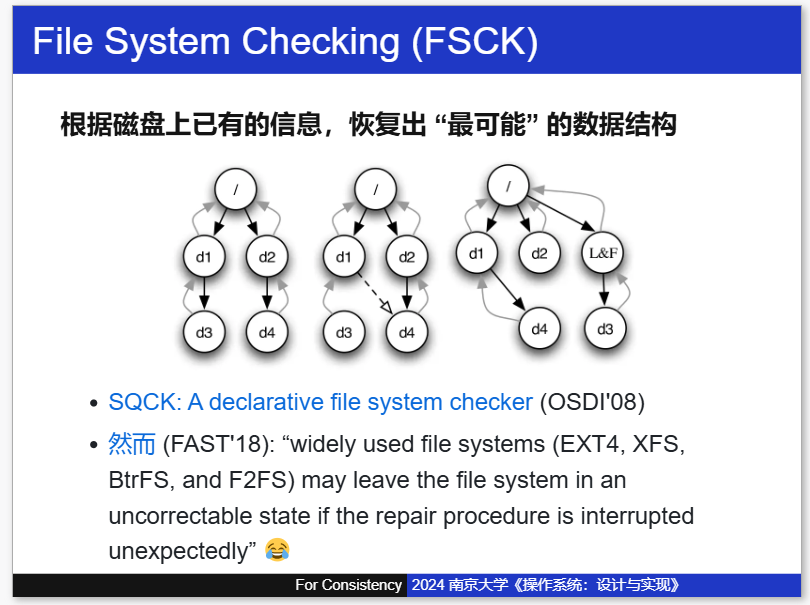 File System Checking (FSCK)
根据磁盘上已有的信息，恢复出 “最可能” 的数据结构
/ / /
d1 d2 d1 d2 d1 d2 L&F
d3 d4 d3 d4 d4 d3
SQCK: A declarative file system checker (OSDI'08)
然而 (FAST'18): “widely used file systems (EXT4, XFS,
BtrFS, and F2FS) may leave the file system in an
uncorrectable state if the repair procedure is interrupted
unexpectedly” 😂
For Consistency 2024 南京大学《操作系统：设计与实现》